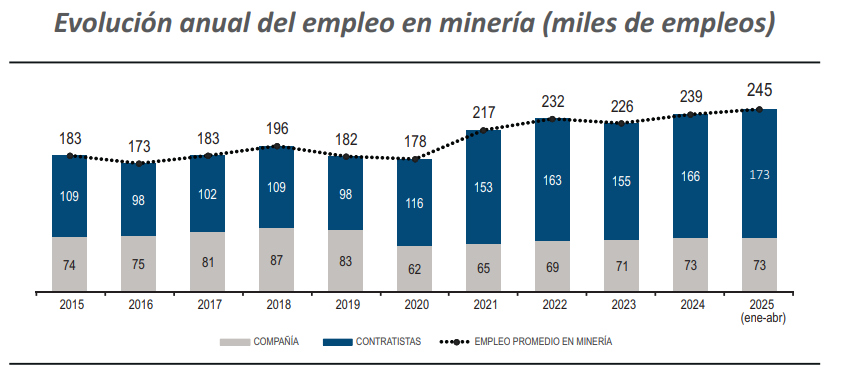 Evolución anual del empleo en minería (miles de empleos)
183 173 183 196 182 178 217 232 226 239 245
109 98 102 109 98 116 153 163 155 166 173
74 75 81 87 83 62 65 69 71 73 73
2015 2016 2017 2018 2019 2020 2021 2022 2023 2024 2025
(ene-abr)
COMPAÑÍA CONTRATISTAS EMPLEO PROMEDIO EN MINERÍA